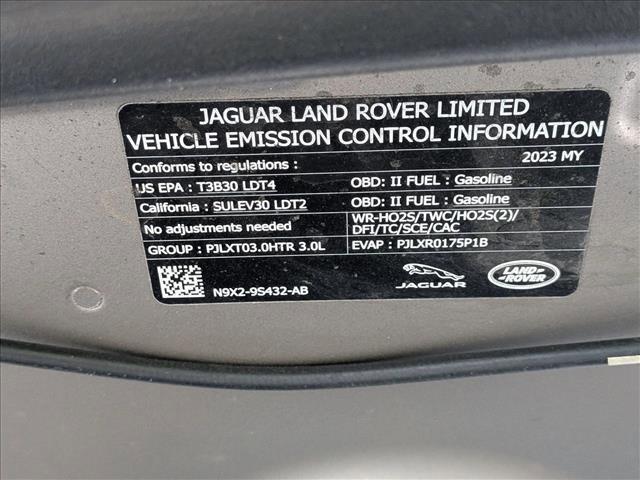 JAGUAR LAND ROVER LIMITED
VEHICLE EMISSION CONTROL INFORMATION
Conforms to regulations : 2023 MY
US EPA : T3B30 LDT4 OBD: II FUEL : Gasoline
California : SULEV30 LDT2 OBD: II FUEL : Gasoline
No adjustments needed WR-HO2S/TWC/HO2S(2)/
DFI/TC/SCE/CAC
GROUP : PJLXT03.0HTR 3.0L EVAP : PJLXR0175P1B
N9X2-9S432-AB JAGUAR LAND ROVER